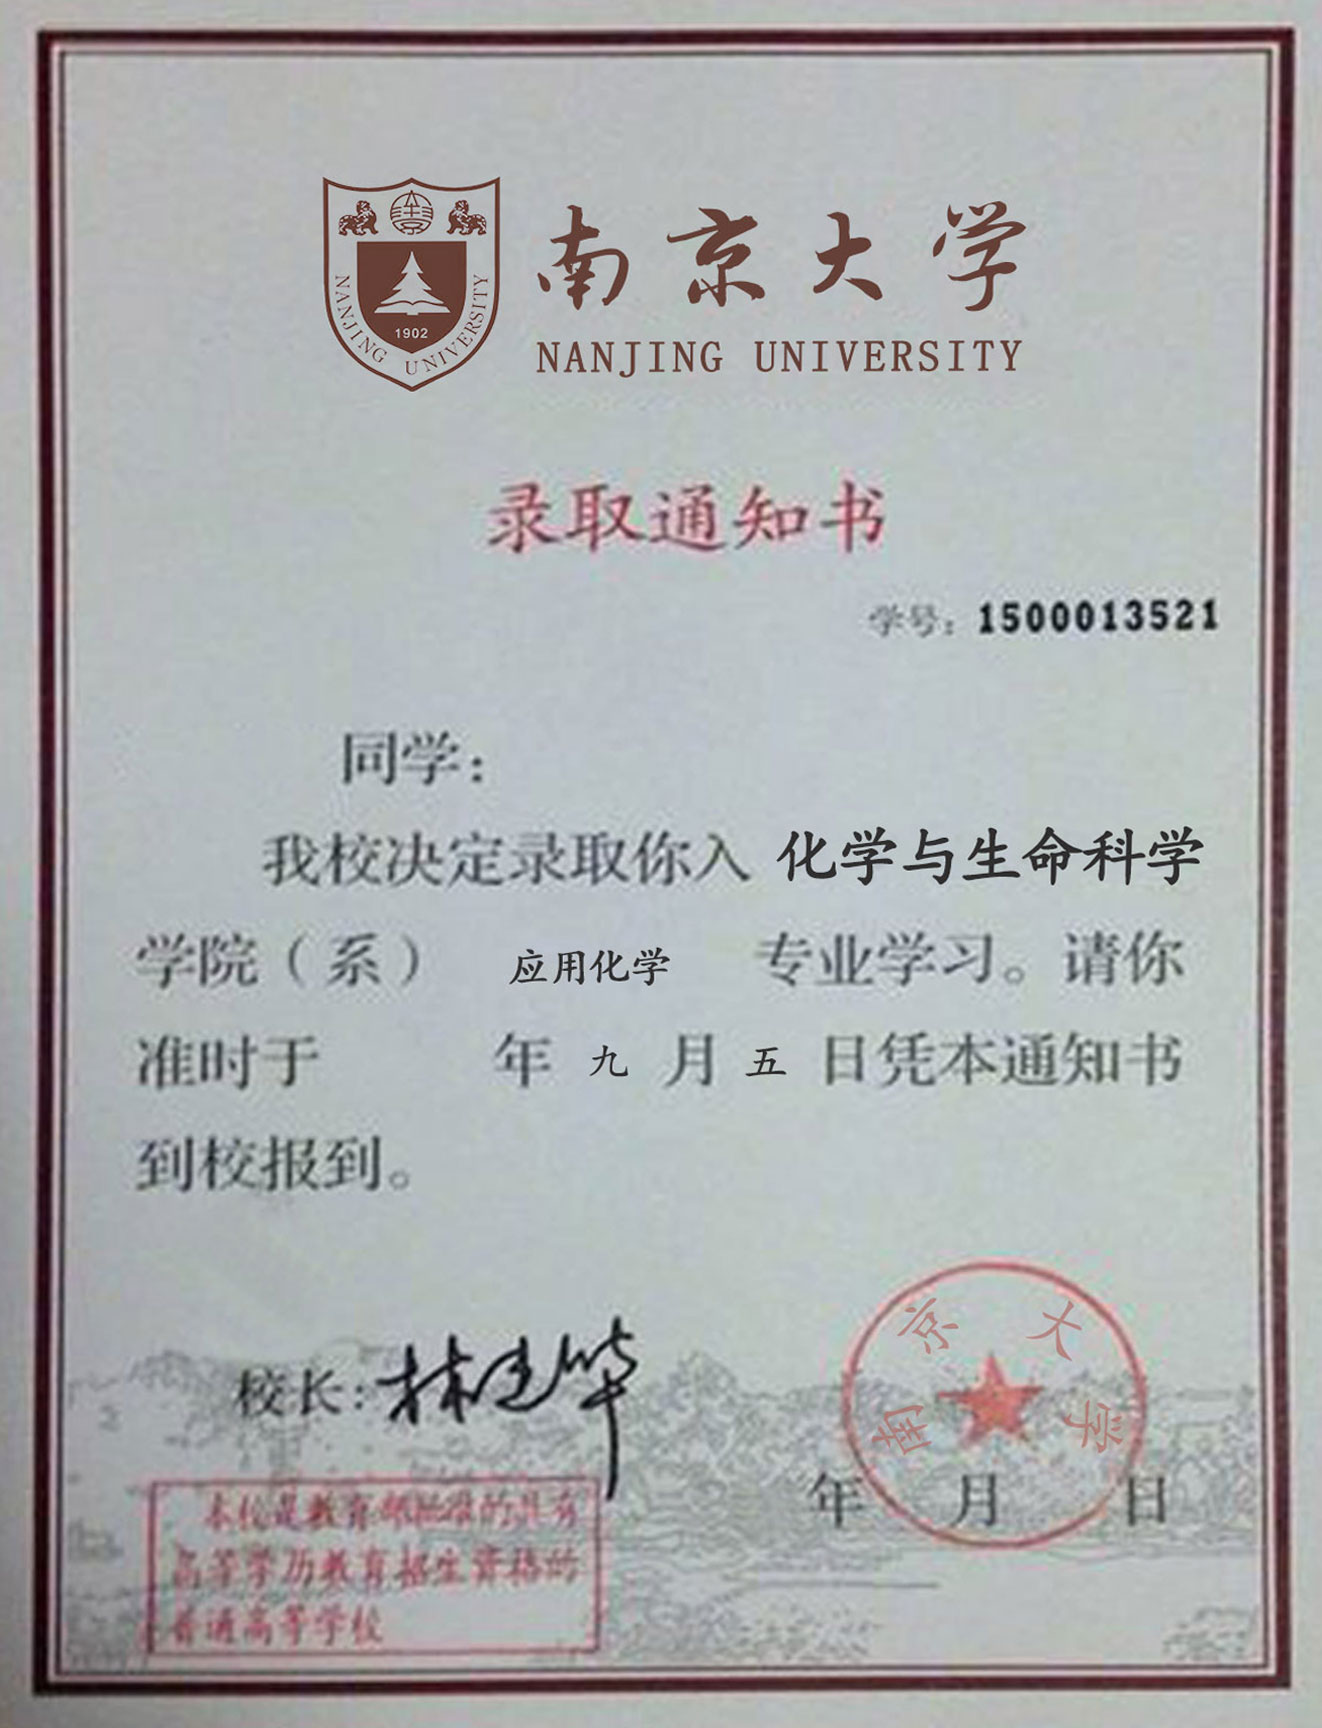 南京大学
NANJING UNIVERSITY
1902
NANJING UNIVERSITY
录取通知书
学号：1500013521
同学：
我校决定录取你入 化学与生命科学
学院（系） 应用化学 专业学习。请你
准时于 年 九 月 五 日凭本通知书
到校报到。
校长：林建华
南京大学
年 月 日
本校是教育部批准的具有
高等学历教育招生资格的
普通高等学校